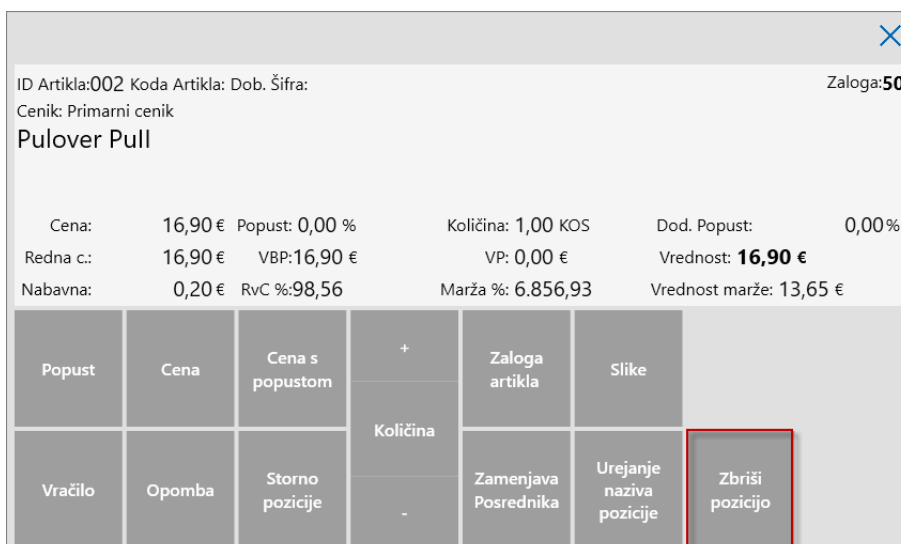 ID Artikla:002 Koda Artikla: Dob. Šifra: Zaloga:50
Cenik: Primarni cenik
Pulover Pull
Cena: 16,90 € Popust: 0,00 % Količina: 1,00 KOS Dod. Popust: 0,00 %
Redna c.: 16,90 € VBP:16,90 € VP: 0,00 € Vrednost: 16,90 €
Nabavna: 0,20 € RvC %:98,56 Marža %: 6.856,93 Vrednost marže: 13,65 €
Popust
Cena
Cena s
popustom
+
Količina
-
Zaloga
artikla
Slike
Vračilo
Opomba
Storno
pozicije
Zamenjava
Posrednika
Urejanje
naziva
pozicije
Zbriši
pozicijo